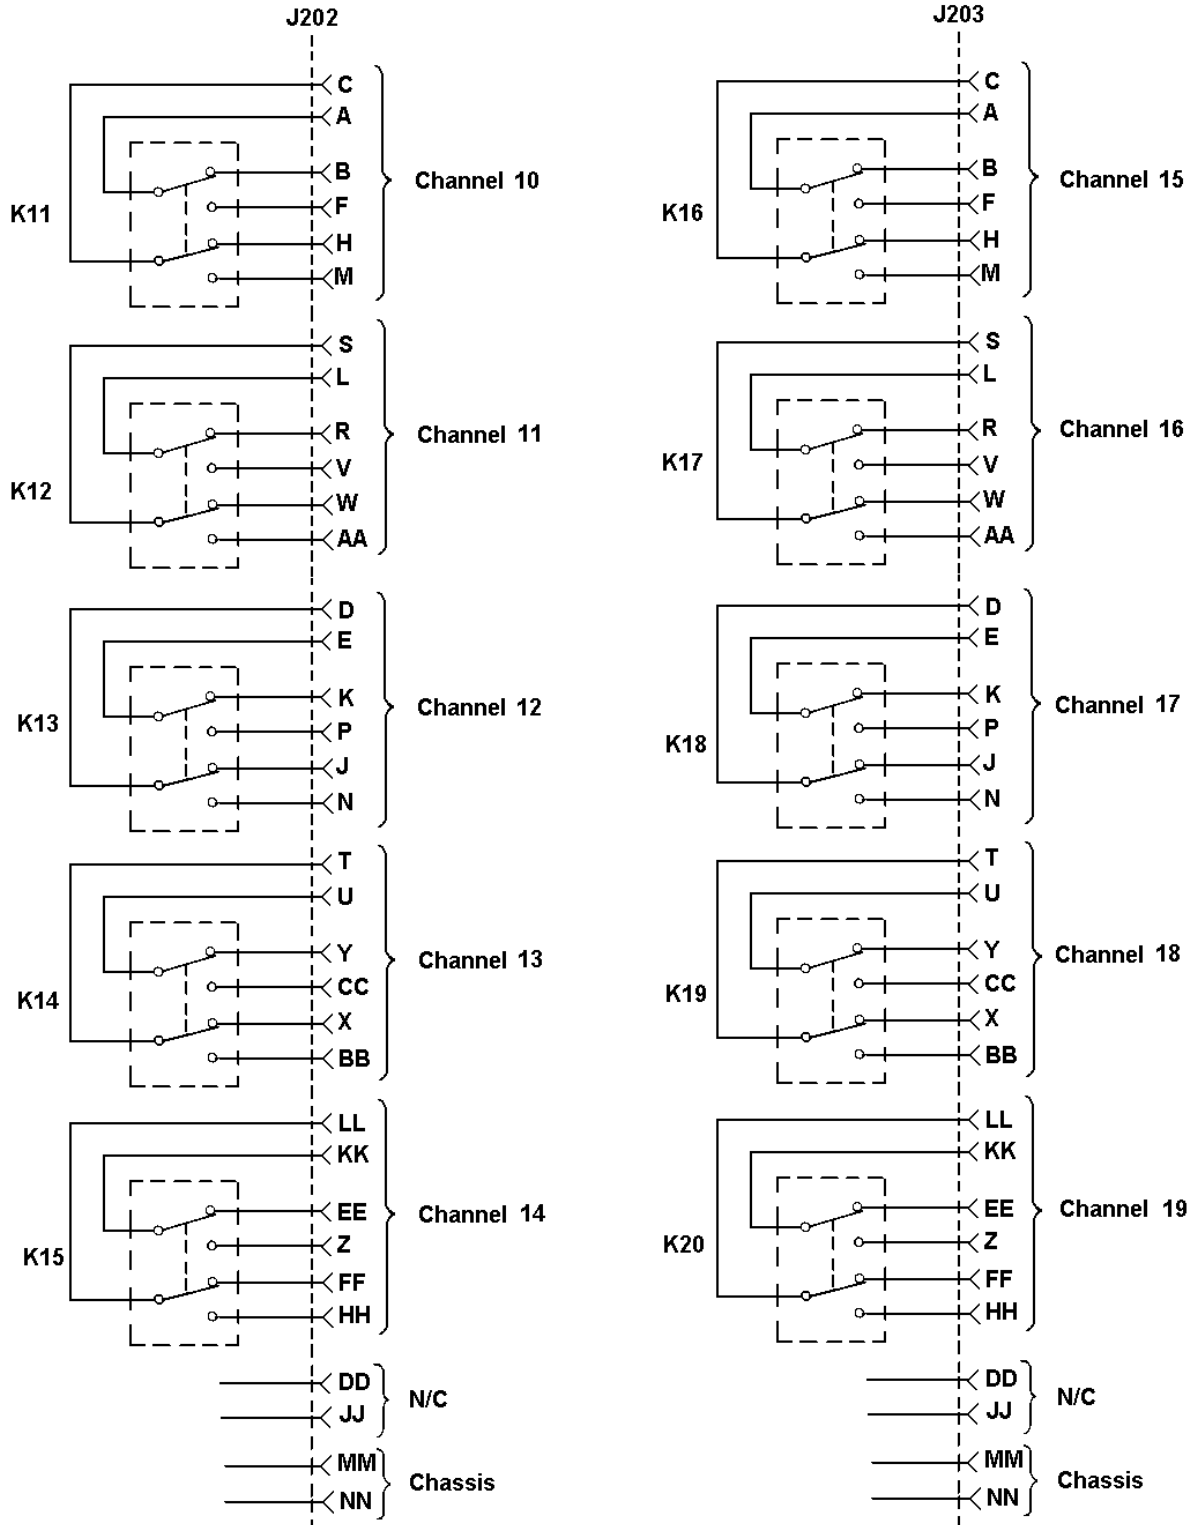 J202
C
A
B
F
H
M
K11
Channel 10
S
L
R
V
W
AA
K12
Channel 11
D
E
K
P
J
N
K13
Channel 12
T
U
Y
CC
X
BB
K14
Channel 13
LL
KK
EE
Z
FF
HH
K15
Channel 14
DD
JJ
N/C
MM
NN
Chassis
J203
C
A
B
F
H
M
K16
Channel 15
S
L
R
V
W
AA
K17
Channel 16
D
E
K
P
J
N
K18
Channel 17
T
U
Y
CC
X
BB
K19
Channel 18
LL
KK
EE
Z
FF
HH
K20
Channel 19
DD
JJ
N/C
MM
NN
Chassis